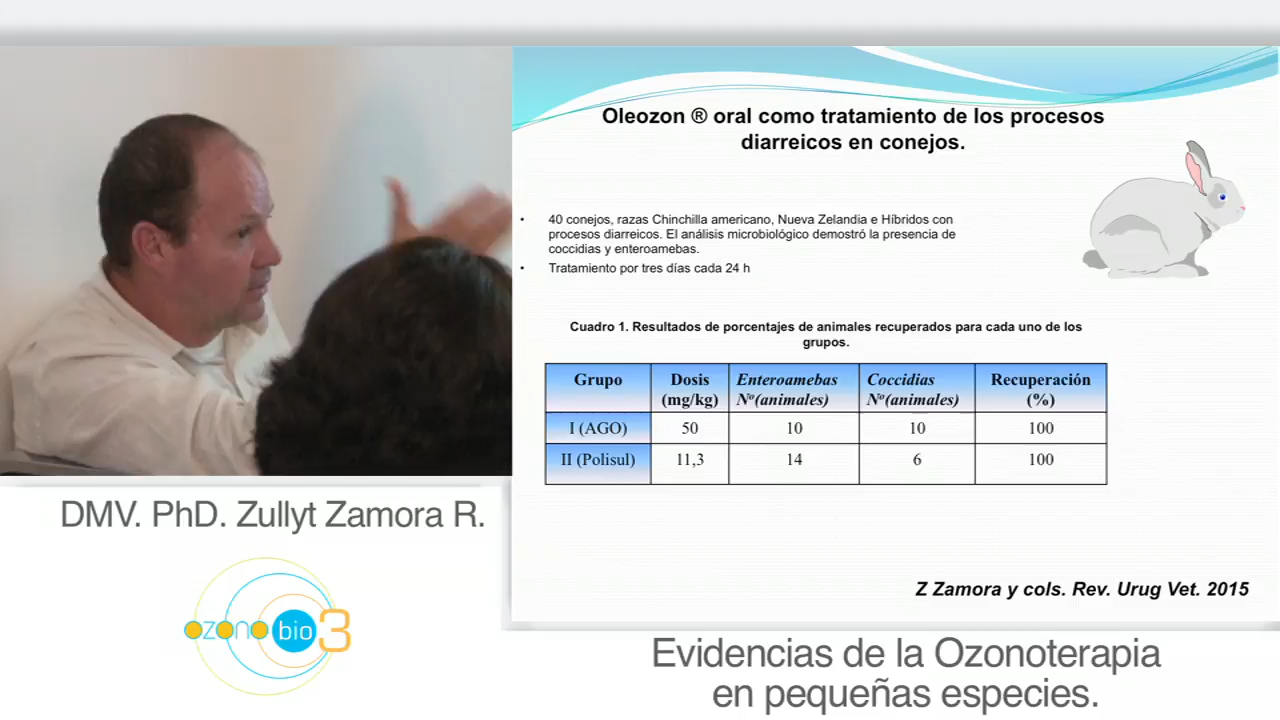 Oleozon ® oral como tratamiento de los procesos
diarreicos en conejos.
• 40 conejos, razas Chinchilla americano, Nueva Zelandia e Híbridos con
procesos diarreicos. El análisis microbiológico demostró la presencia de
coccidias y enteroamebas.
• Tratamiento por tres días cada 24 h
Cuadro 1. Resultados de porcentajes de animales recuperados para cada uno de los
grupos.
Grupo Dosis (mg/kg) Enteroamebas Nº(animales) Coccidias Nº(animales) Recuperación (%)
I (AGO) 50 10 10 100
II (Polisul) 11,3 14 6 100
Z Zamora y cols. Rev. Urug Vet. 2015
DMV. PhD. Zullyt Zamora R.
ozono bio 3
Evidencias de la Ozonoterapia
en pequeñas especies.